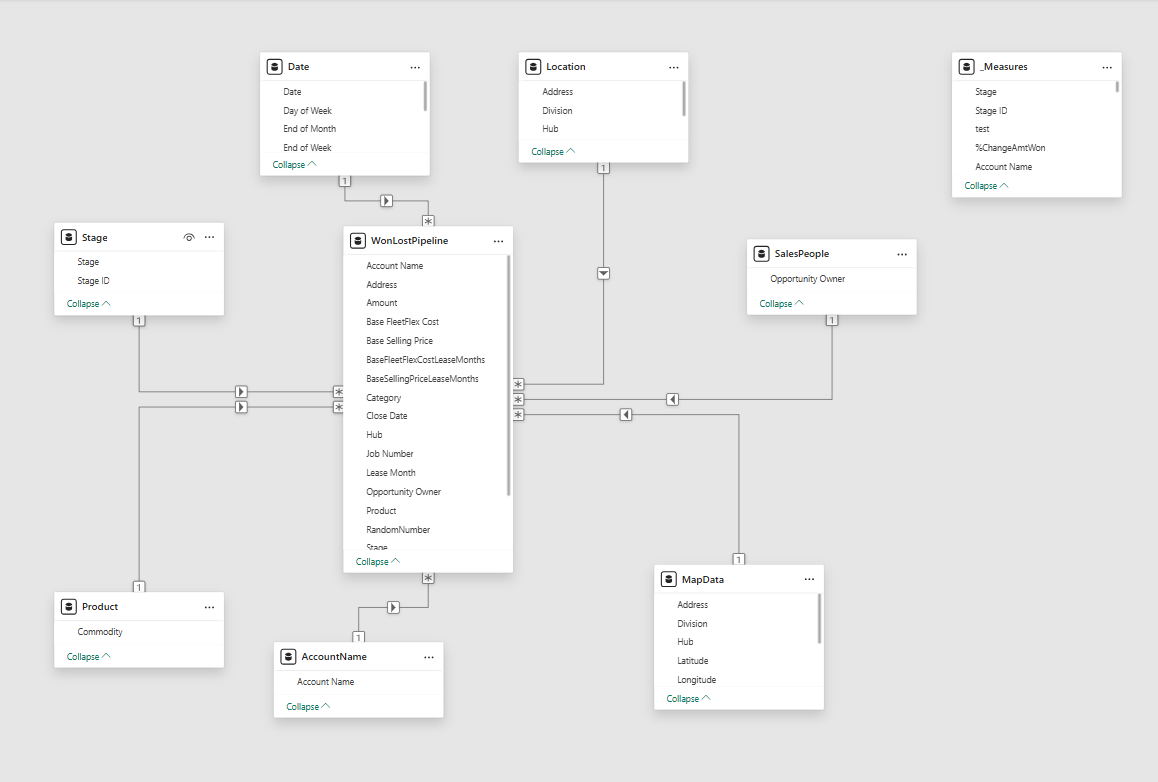 Date
Date
Day of Week
End of Month
End of Week
Collapse
1
*
Location
Address
Division
Hub
Collapse
1
*
_Measures
Stage
Stage ID
test
%ChangeAmtWon
Account Name
Collapse
Stage
Stage
Stage ID
Collapse
1
*
WonLostPipeline
Account Name
Address
Amount
Base FleetFlex Cost
Base Selling Price
BaseFleetFlexCostLeaseMonths
BaseSellingPriceLeaseMonths
Category
Close Date
Hub
Job Number
Lease Month
Opportunity Owner
Product
RandomNumber
Stage
Collapse
SalesPeople
Opportunity Owner
Collapse
1
*
Product
Commodity
Collapse
1
*
AccountName
Account Name
Collapse
1
*
MapData
Address
Division
Hub
Latitude
Longitude
Collapse
1
*